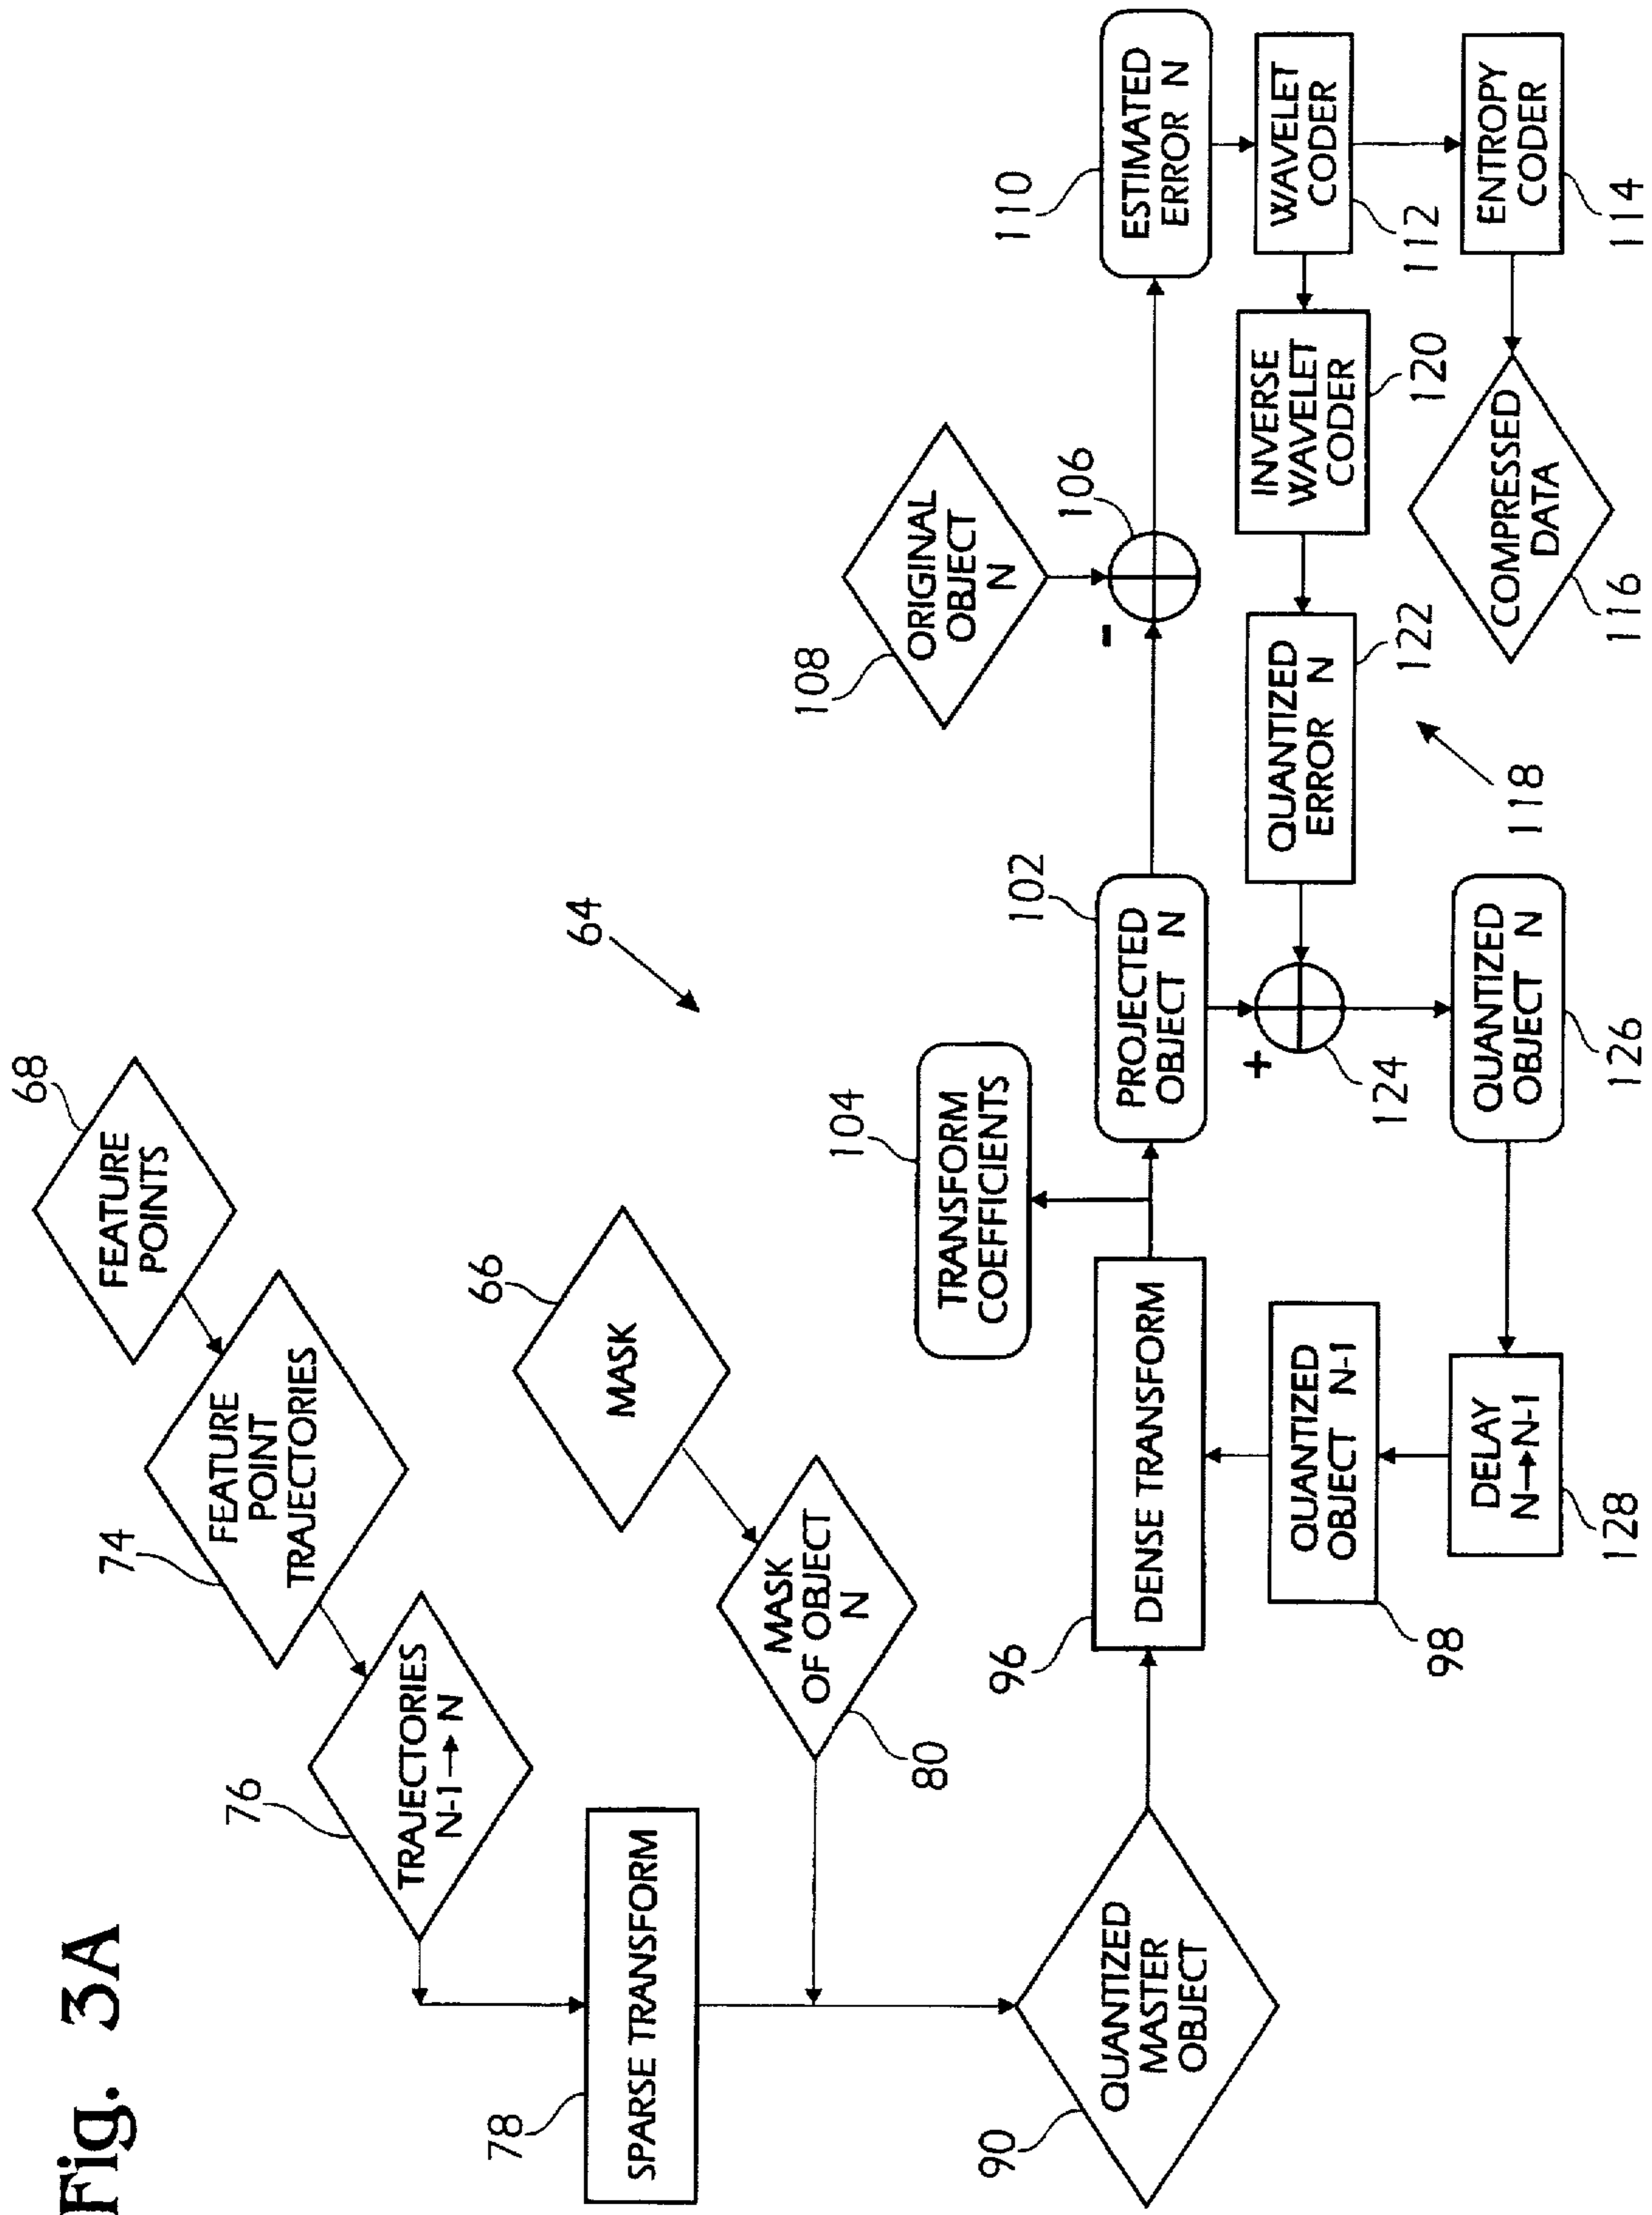 Fig. 3A
68
FEATURE
POINTS
74
FEATURE
POINT
TRAJECTORIES
76
TRAJECTORIES
N-1→N
78
SPARSE TRANSFORM
66
MASK
80
MASK
OF OBJECT
N
64
90
QUANTIZED
MASTER
OBJECT
96
DENSE TRANSFORM
104
TRANSFORM
COEFFICIENTS
102
PROJECTED
OBJECT N
108
ORIGINAL
OBJECT
N
-
106
110
ESTIMATED
ERROR N
98
QUANTIZED
OBJECT N-1
+
124
122
QUANTIZED
ERROR N
120
INVERSE
WAVELET
CODER
112
WAVELET
CODER
128
DELAY
N→N-1
126
QUANTIZED
OBJECT N
118
116
COMPRESSED
DATA
114
ENTROPY
CODER